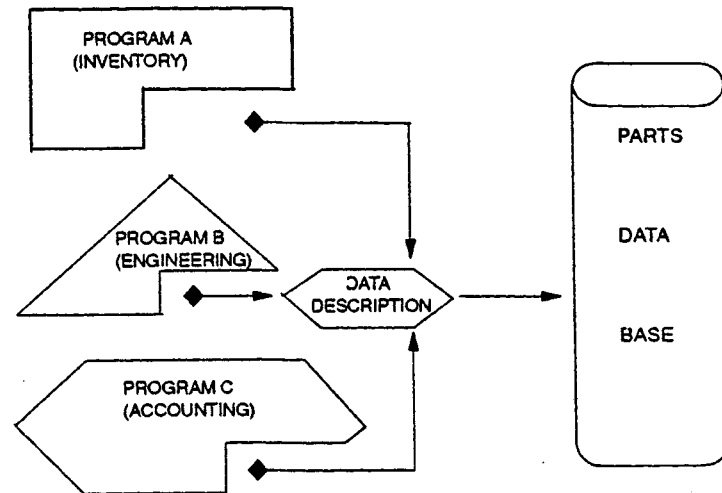 PROGRAM A
(INVENTORY)
PROGRAM B
(ENGINEERING)
DATA
DESCRIPTION
PROGRAM C
(ACCOUNTING)
PARTS
DATA
BASE